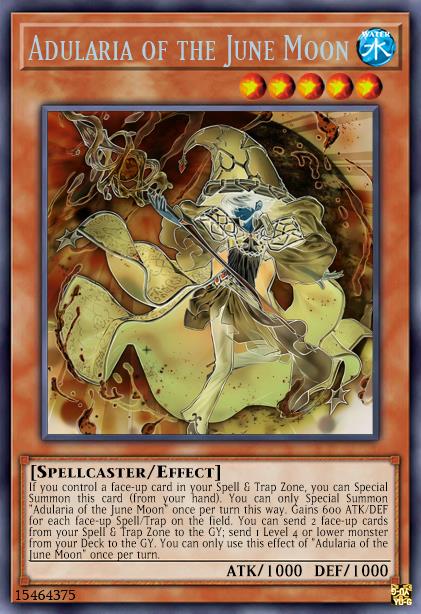 ADULARIA OF THE JUNE MOON
WATER
水
[SPELLCASTER/EFFECT]
If you control a face-up card in your Spell & Trap Zone, you can Special
Summon this card (from your hand). You can only Special Summon
"Adularia of the June Moon" once per turn this way. Gains 600 ATK/DEF
for each face-up Spell/Trap on the field. You can send 2 face-up cards
from your Spell & Trap Zone to the GY; send 1 Level 4 or lower monster
from your Deck to the GY. You can only use this effect of "Adularia of the
June Moon" once per turn.
ATK/1000 DEF/1000
15464375